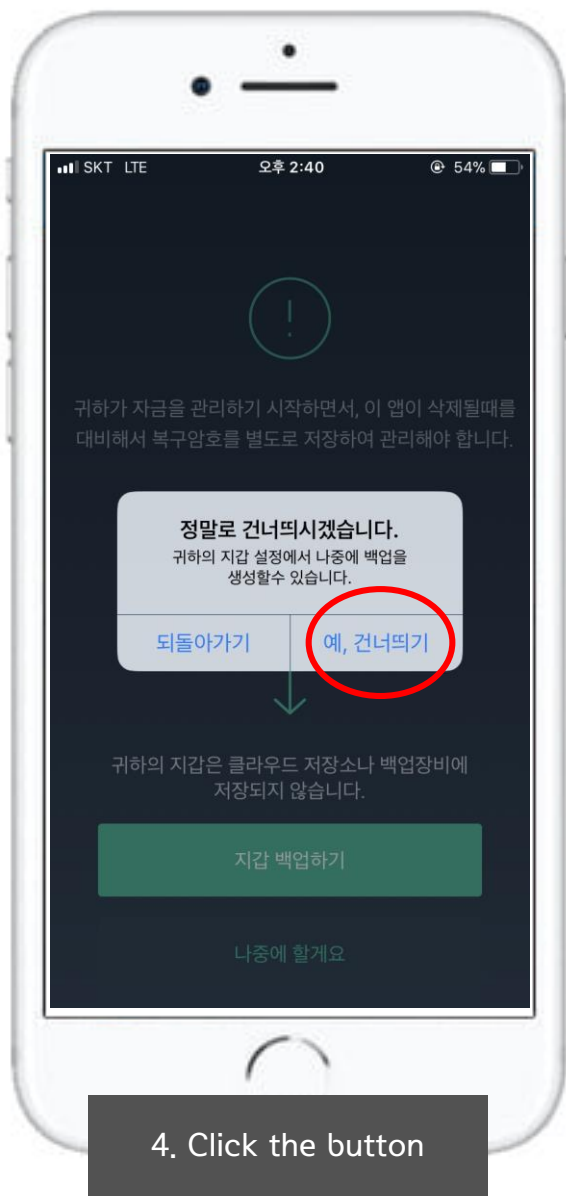 SKT LTE 오후 2:40 54%
!
귀하가 자금을 관리하기 시작하면서, 이 앱이 삭제될때를
대비해서 복구암호를 별도로 저장하여 관리해야 합니다.
정말로 건너띄시겠습니다.
귀하의 지갑 설정에서 나중에 백업을
생성할수 있습니다.
되돌아가기 예, 건너띄기
귀하의 지갑은 클라우드 저장소나 백업장비에
저장되지 않습니다.
지갑 백업하기
나중에 할게요
4. Click the button